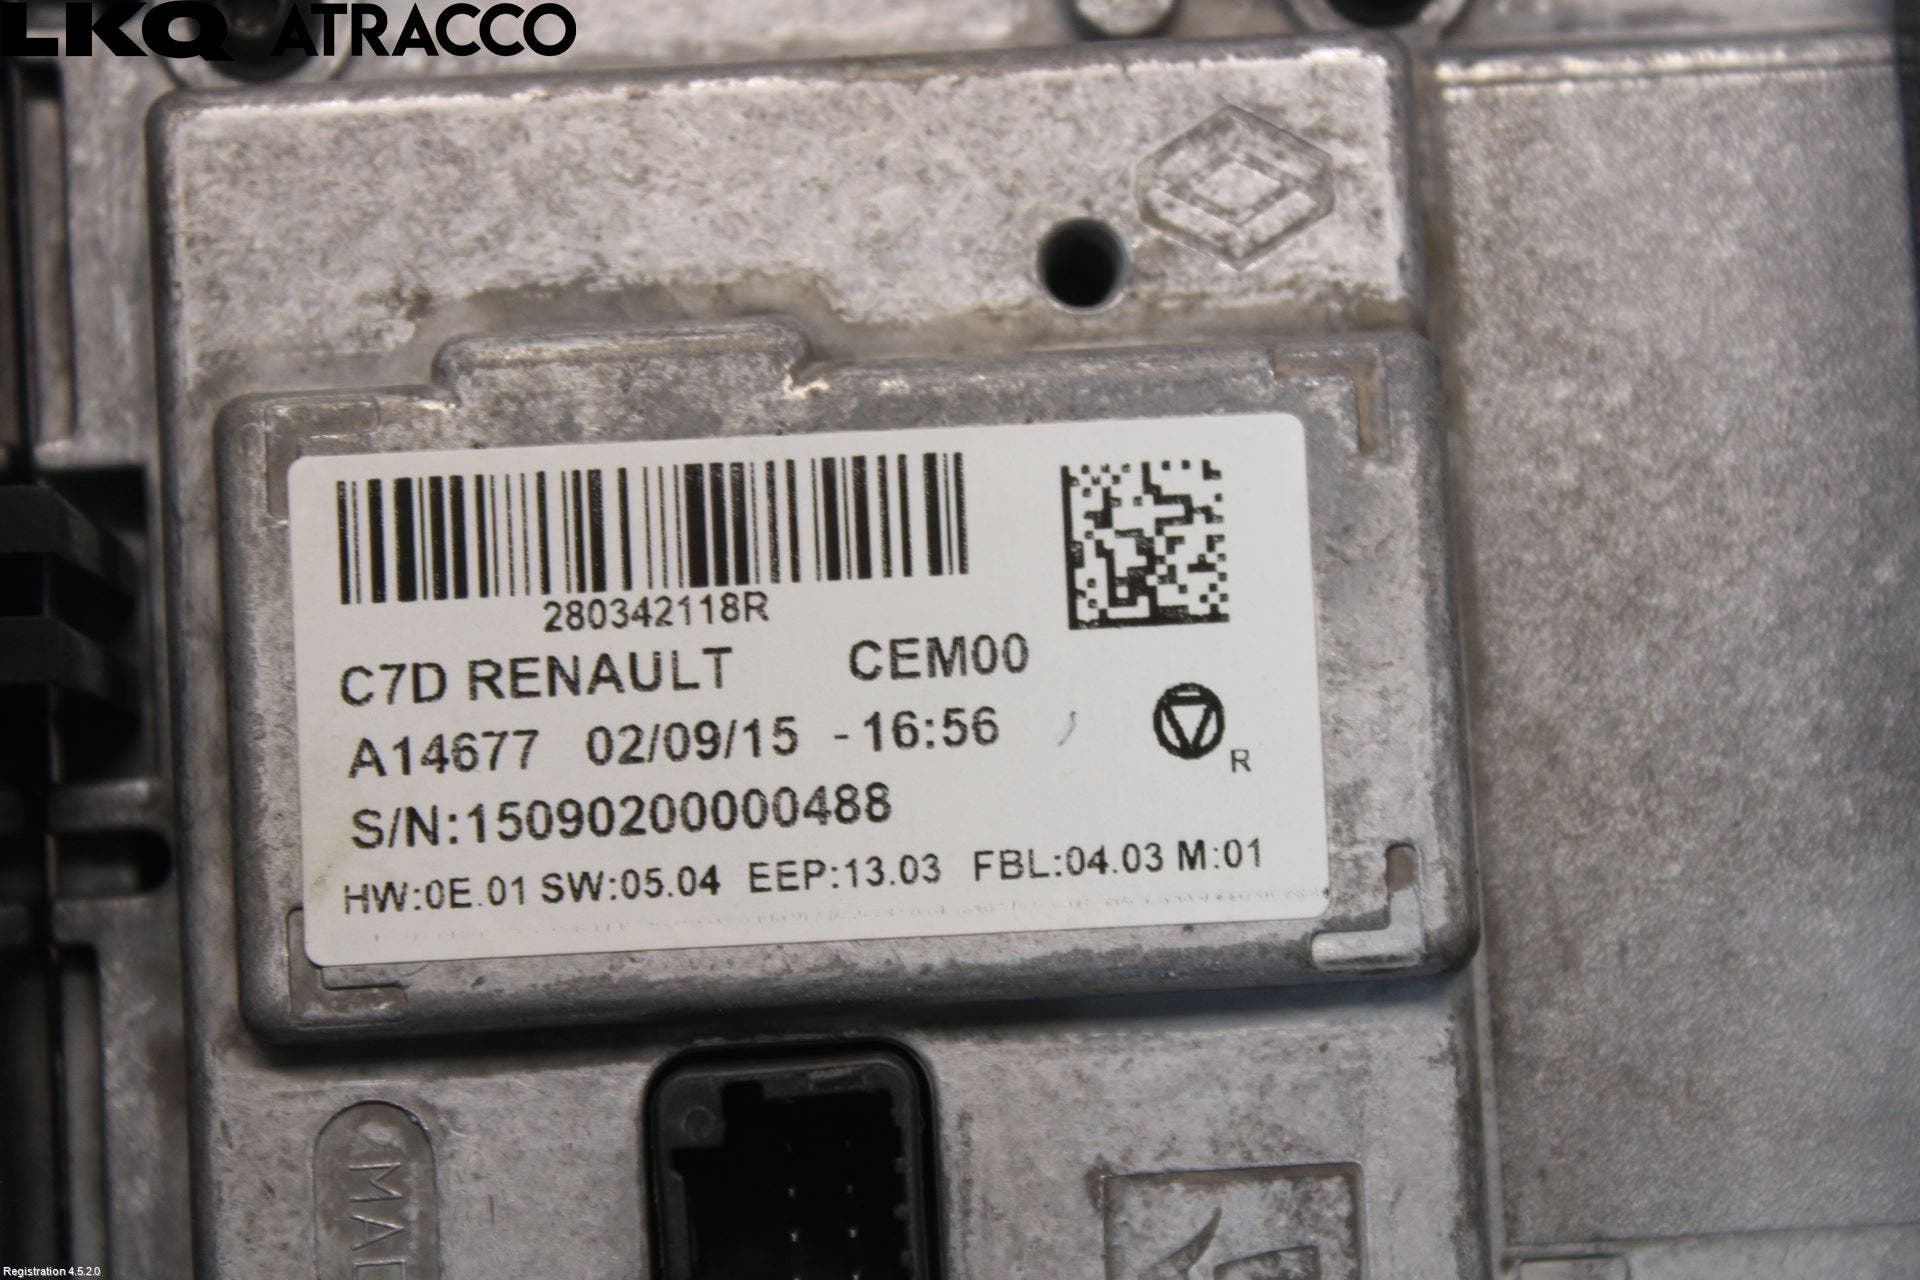 LKQ ATRACCO
280342118R
C7D RENAULT CEM00
A14677 02/09/15 - 16:56
R
S/N:15090200000488
HW:0E.01 SW:05.04 EEP:13.03 FBL:04.03 M:01
Registration 4.5.2.0